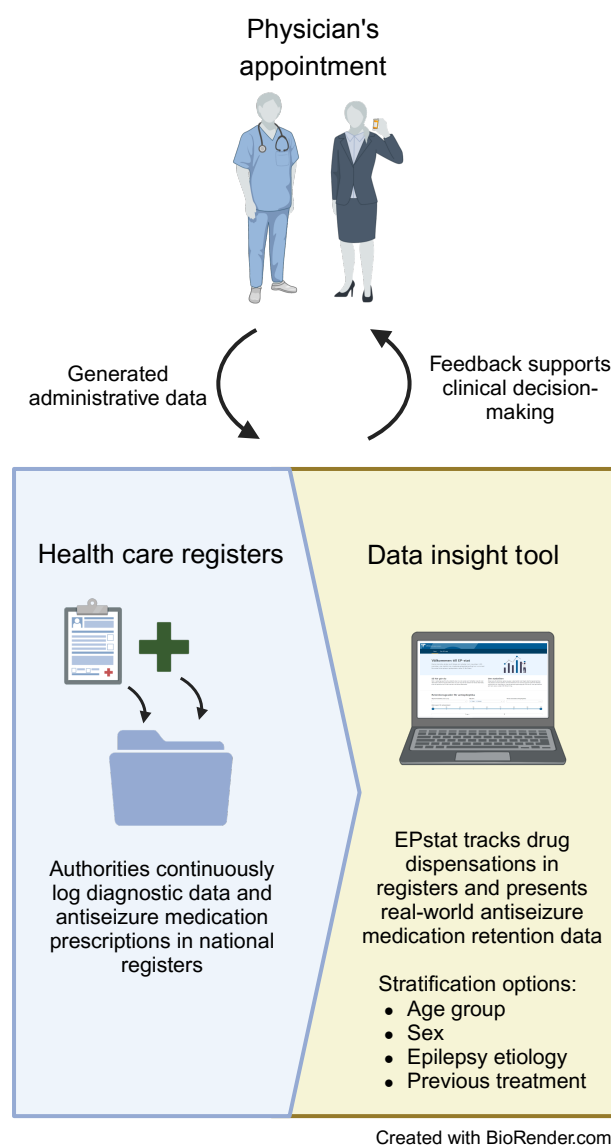 Physician's
appointment
Generated
administrative data
Feedback supports
clinical decision-
making
Health care registers
Data insight tool
Authorities continuously
log diagnostic data and
antiseizure medication
prescriptions in national
registers
EPstat tracks drug
dispensations in
registers and presents
real-world antiseizure
medication retention data
Stratification options:
• Age group
• Sex
• Epilepsy etiology
• Previous treatment
Created with BioRender.com